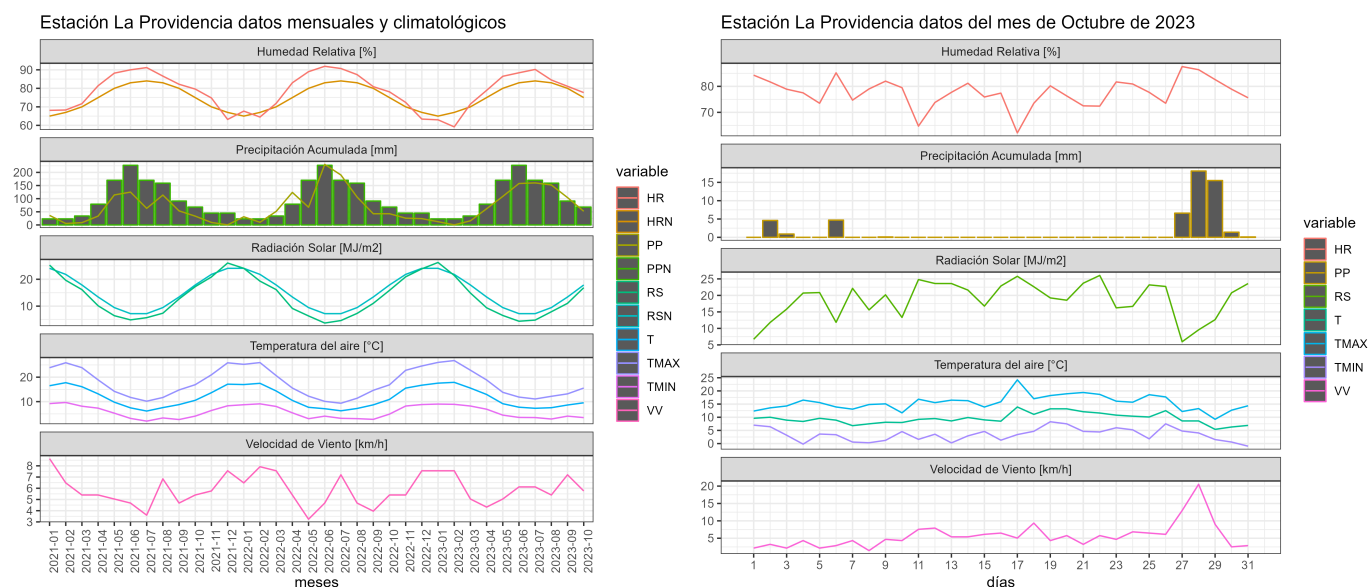 Estación La Providencia datos mensuales y climatológicos
Humedad Relativa [%]
90
80
70
60
Precipitación Acumulada [mm]
200
150
100
50
0
Radiación Solar [MJ/m2]
20
10
Temperatura del aire [°C]
20
10
Velocidad de Viento [km/h]
8
7
6
5
4
3
2021-01
2021-02
2021-03
2021-04
2021-05
2021-06
2021-07
2021-08
2021-09
2021-10
2021-11
2021-12
2022-01
2022-02
2022-03
2022-04
2022-05
2022-06
2022-07
2022-08
2022-09
2022-10
2022-11
2022-12
2023-01
2023-02
2023-03
2023-04
2023-05
2023-06
2023-07
2023-08
2023-09
2023-10
meses
variable
HR
HRN
PP
PPN
RS
RSN
T
TMAX
TMIN
VV
Estación La Providencia datos del mes de Octubre de 2023
Humedad Relativa [%]
80
70
Precipitación Acumulada [mm]
15
10
5
0
Radiación Solar [MJ/m2]
25
20
15
10
5
Temperatura del aire [°C]
25
20
15
10
5
0
Velocidad de Viento [km/h]
20
15
10
5
1 3 5 7 9 11 13 15 17 19 21 23 25 27 29 31
días
variable
HR
PP
RS
T
TMAX
TMIN
VV